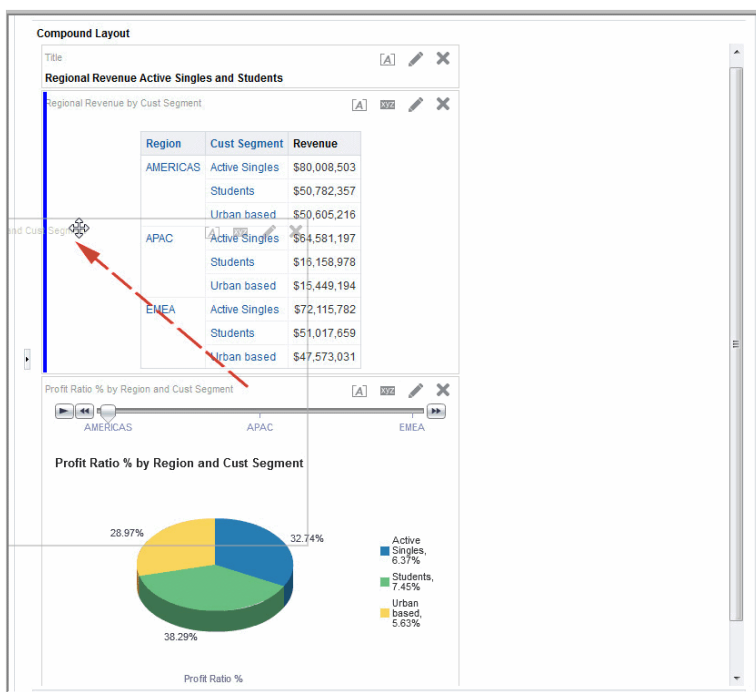 Compound Layout
Title
[A]
Regional Revenue Active Singles and Students
Regional Revenue by Cust Segment
[A] xyz
Region Cust Segment Revenue
AMERICAS Active Singles $80,008,503
Students $50,782,357
Urban based $50,605,216
and Cust Segm
[A]
APAC Active Singles $64,581,197
Students $16,158,978
Urban based $15,449,194
EMEA Active Singles $72,115,782
Students $51,017,659
Urban based $47,573,031
Profit Ratio % by Region and Cust Segment
[A] xyz
AMERICAS APAC EMEA
Profit Ratio % by Region and Cust Segment
28.97%
32.74%
38.29%
Active
Singles,
6.37%
Students,
7.45%
Urban
based,
5.63%
Profit Ratio %